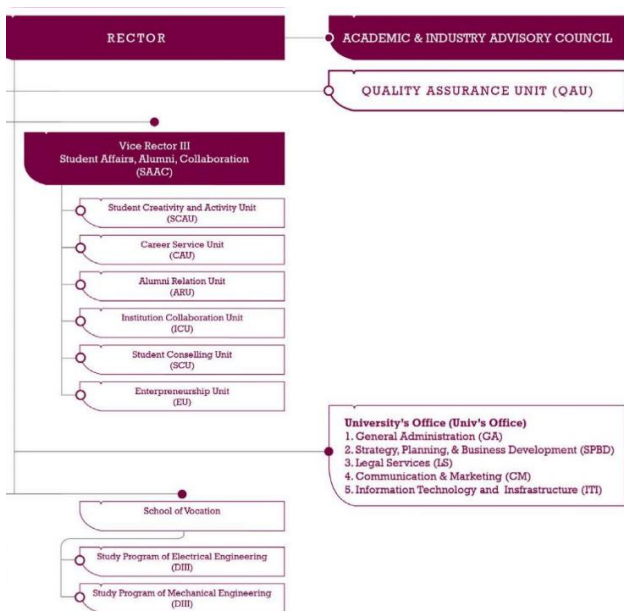 RECTOR
ACADEMIC & INDUSTRY ADVISORY COUNCIL
QUALITY ASSURANCE UNIT (QAU)
Vice Rector III
Student Affairs, Alumni, Collaboration
(SAAC)
Student Creativity and Activity Unit
(SCAU)
Career Service Unit
(CAU)
Alumni Relation Unit
(ARU)
Institution Collaboration Unit
(ICU)
Student Conselling Unit
(SCU)
Enterpreneurship Unit
(EU)
University's Office (Univ's Office)
1. General Administration (GA)
2. Strategy, Planning, & Business Development (SPBD)
3. Legal Services (LS)
4. Communication & Marketing (CM)
5. Information Technology and Insfrastructure (ITI)
School of Vocation
Study Program of Electrical Engineering
(DIII)
Study Program of Mechanical Engineering
(DIII)